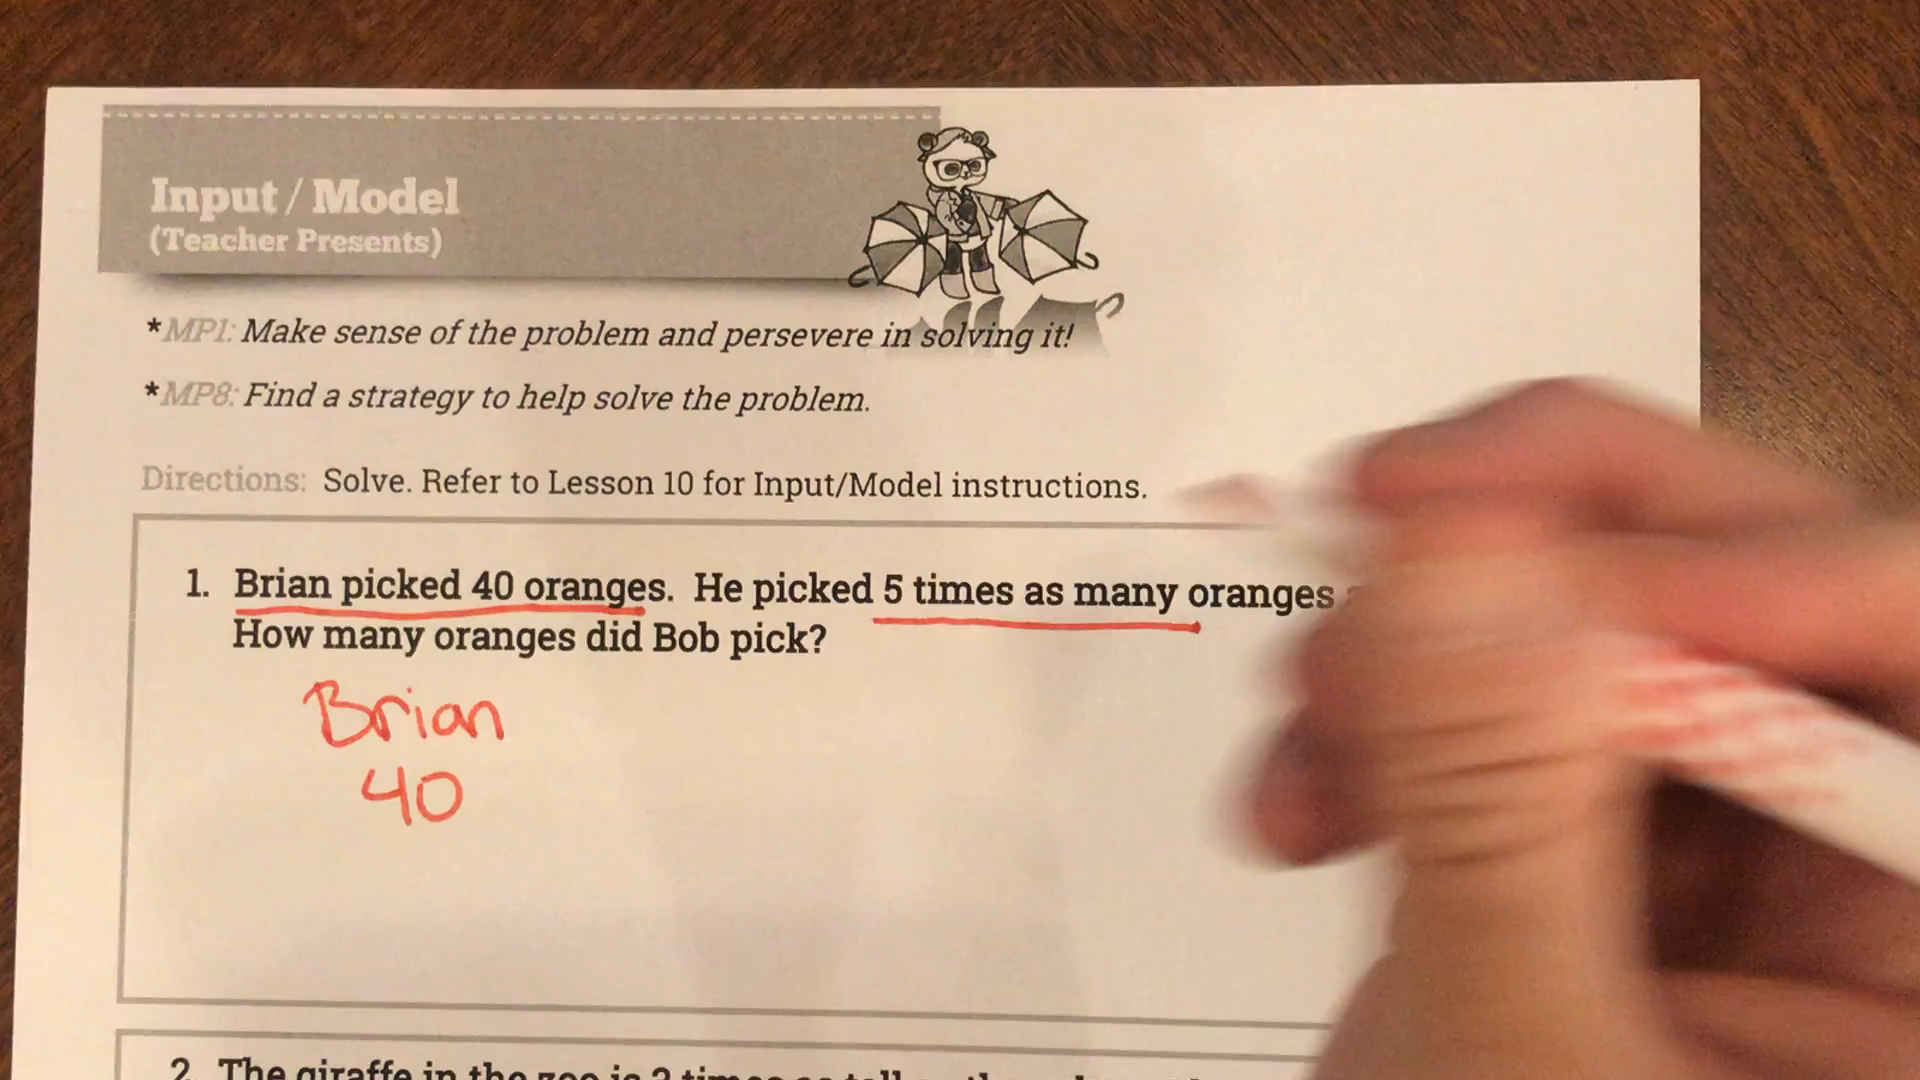 Input / Model
(Teacher Presents)
*MP1: Make sense of the problem and persevere in solving it!
*MP8: Find a strategy to help solve the problem.
Directions: Solve. Refer to Lesson 10 for Input/Model instructions.
1. Brian picked 40 oranges. He picked 5 times as many oranges
How many oranges did Bob pick?
Brian
40
2. The giraffe in the zoo is 2 times as tall